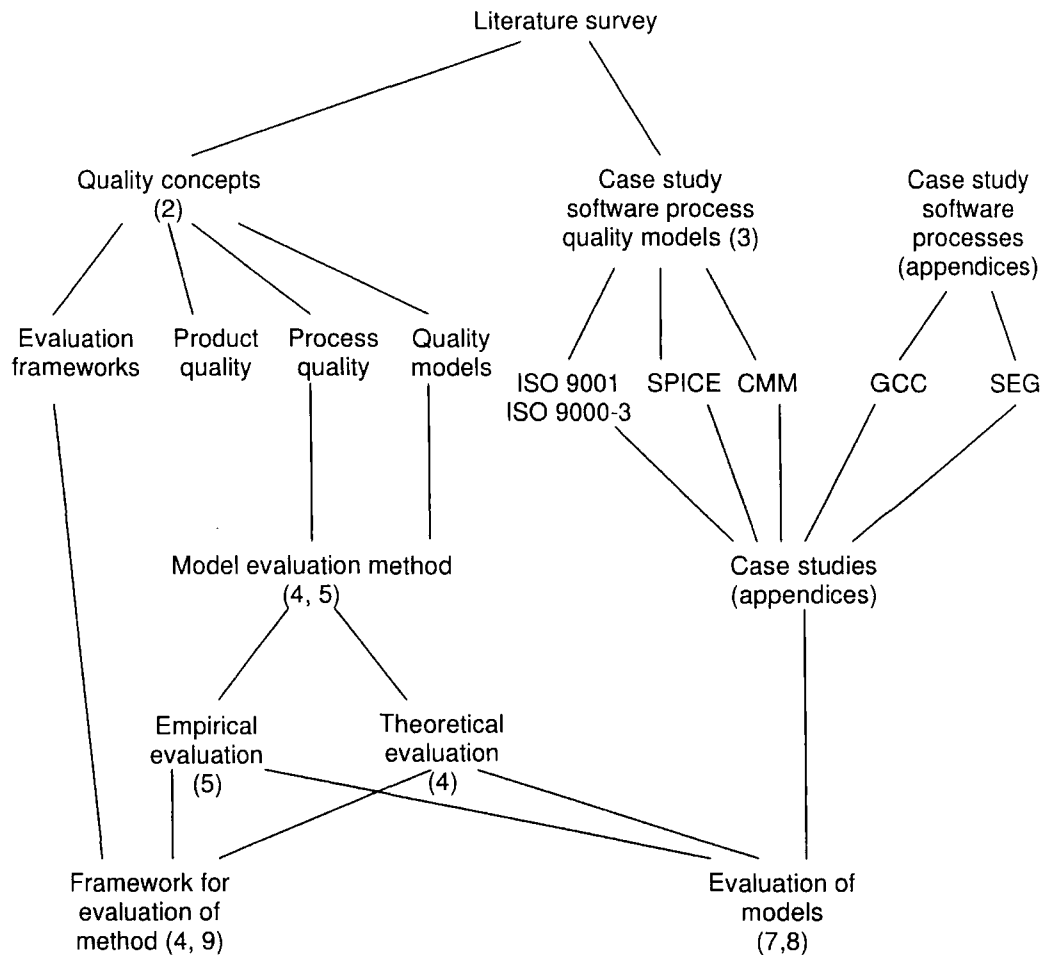 Literature survey
Quality concepts
(2)
Case study
software process
quality models (3)
Case study
software
processes
(appendices)
Evaluation
frameworks
Product
quality
Process
quality
Quality
models
ISO 9001
ISO 9000-3
SPICE
CMM
GCC
SEG
Model evaluation method
(4, 5)
Case studies
(appendices)
Empirical
evaluation
(5)
Theoretical
evaluation
(4)
Framework for
evaluation of
method (4, 9)
Evaluation of
models
(7,8)